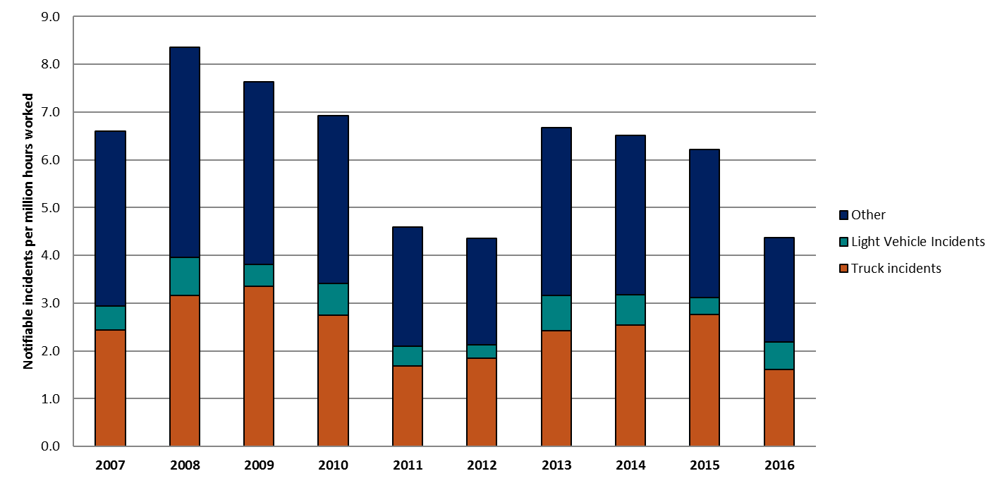 9.0
8.0
7.0
6.0
5.0
4.0
3.0
2.0
1.0
0.0
Notifiable incidents per million hours worked
2007 2008 2009 2010 2011 2012 2013 2014 2015 2016
Other
Light Vehicle Incidents
Truck incidents